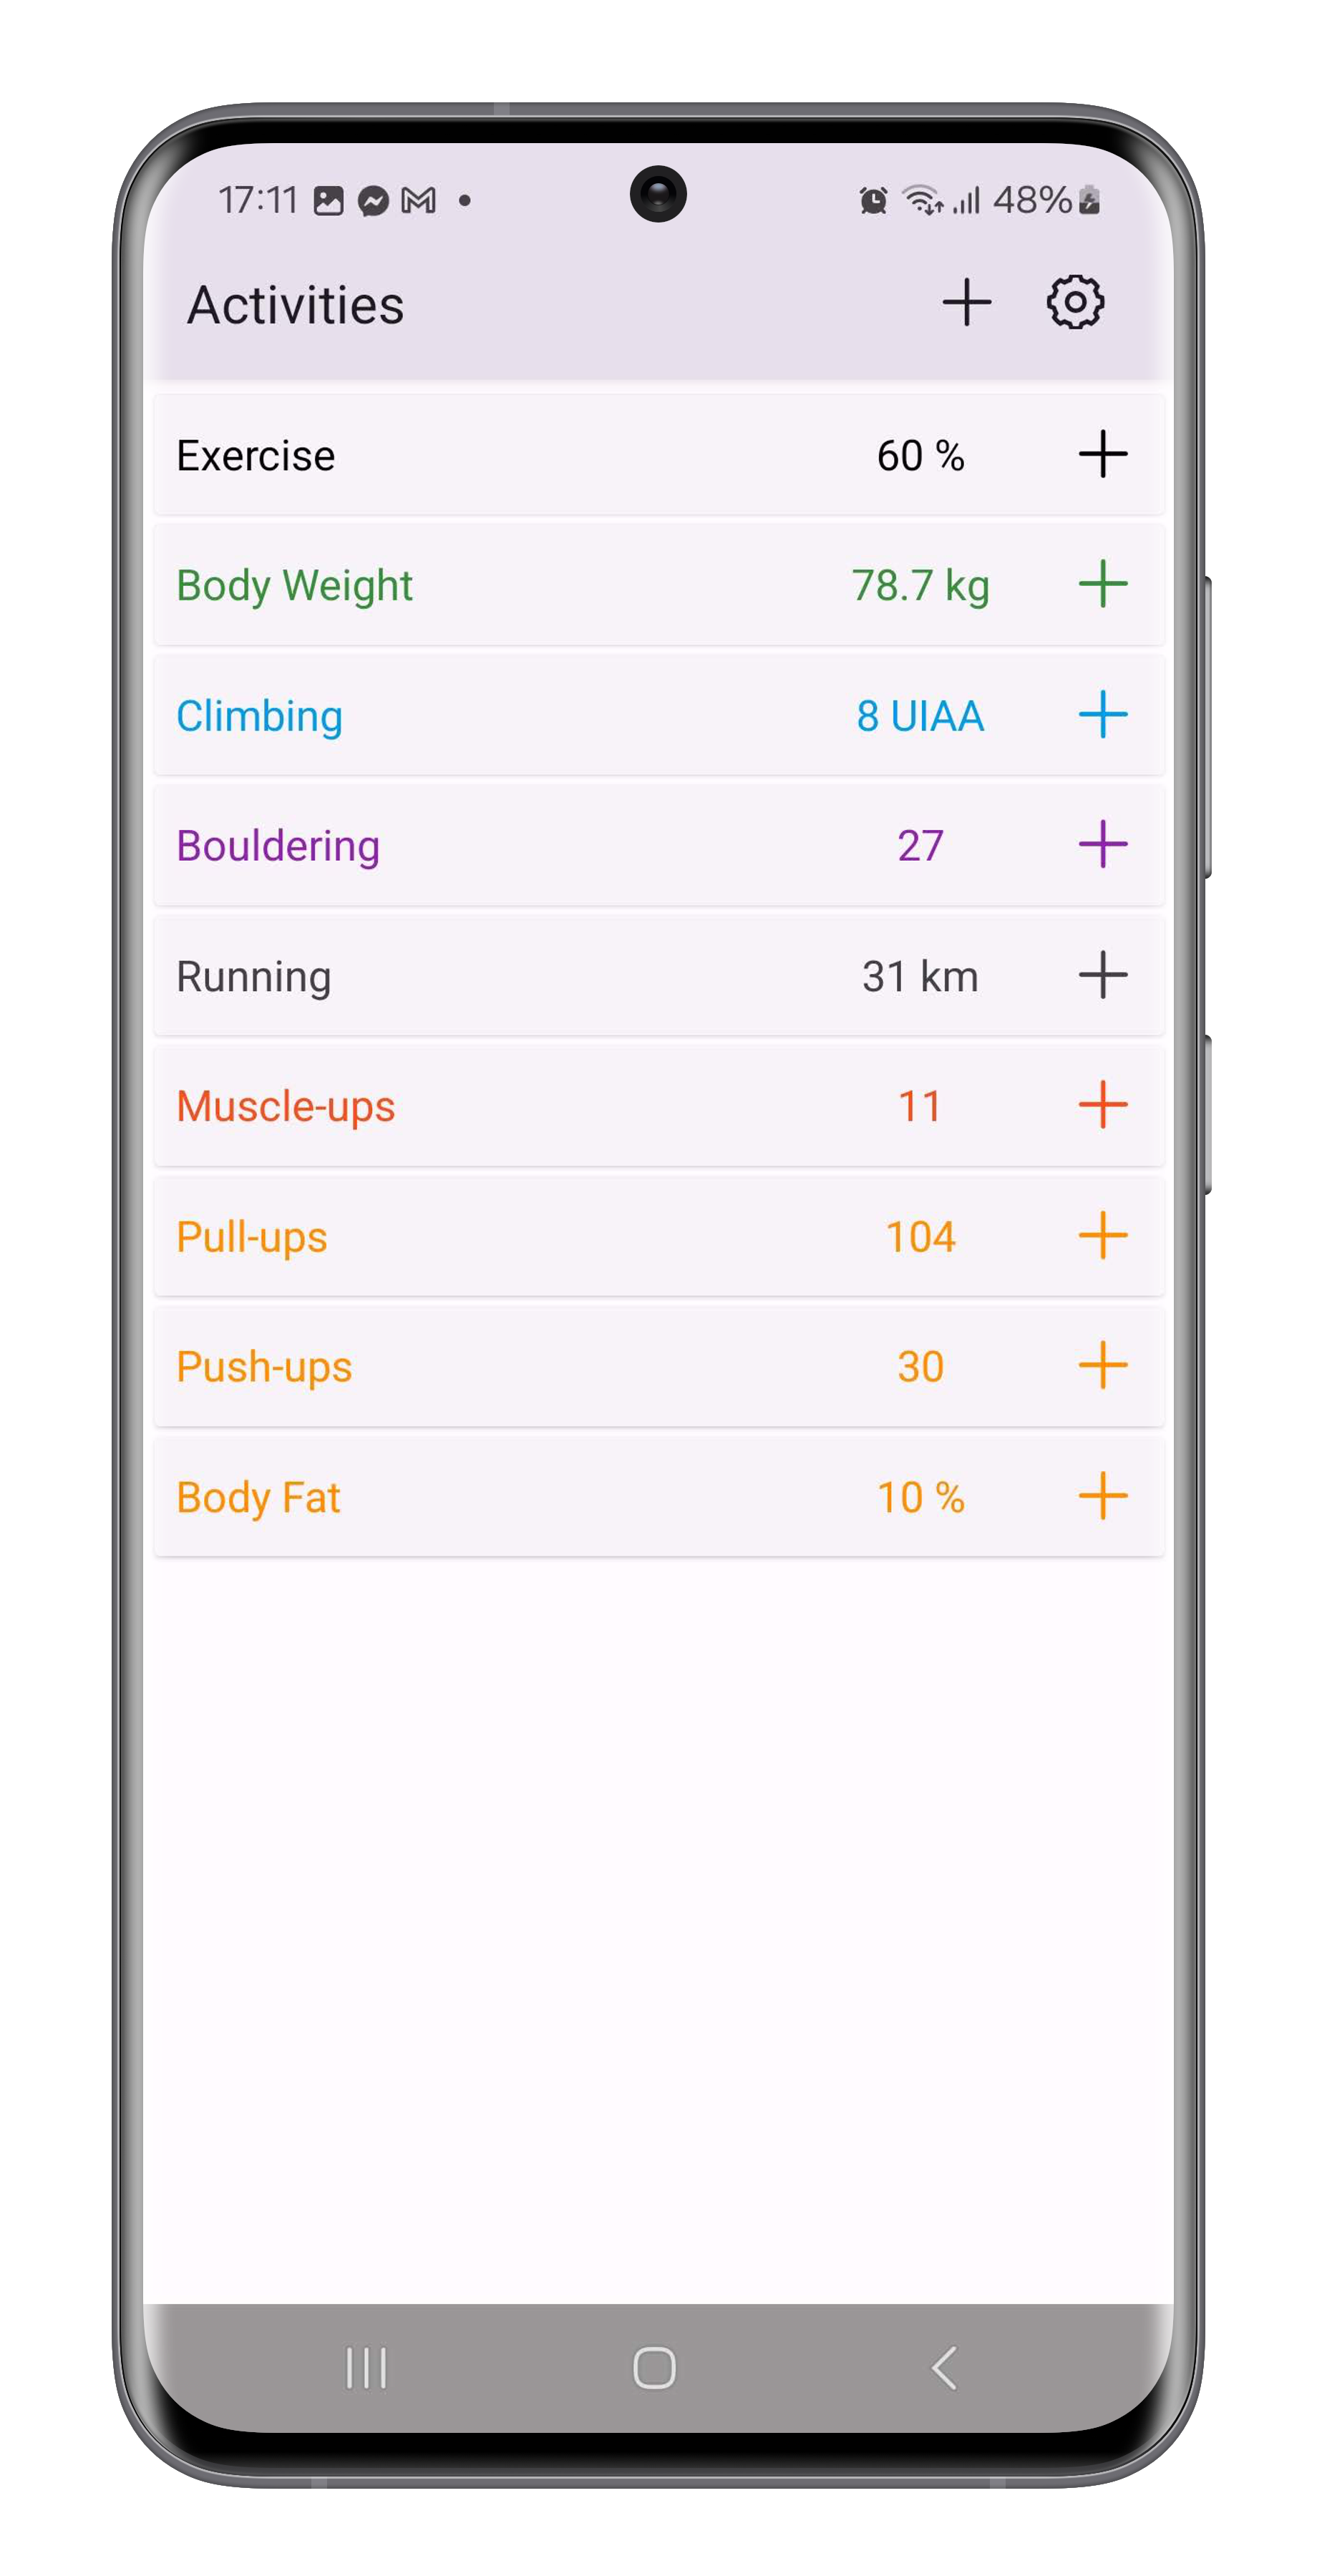 17:11 48%
Activities
Exercise 60 %
Body Weight 78.7 kg
Climbing 8 UIAA
Bouldering 27
Running 31 km
Muscle-ups 11
Pull-ups 104
Push-ups 30
Body Fat 10 %